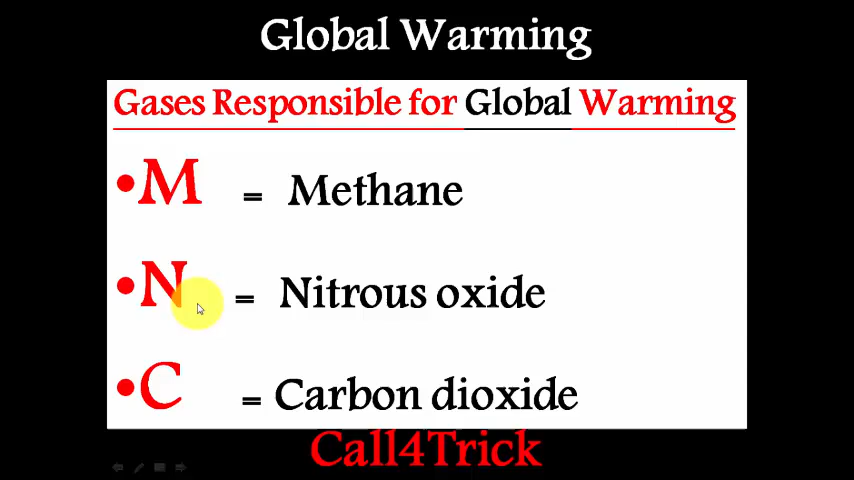 Global Warming
Gases Responsible for Global Warming
•M = Methane
•N = Nitrous oxide
•C = Carbon dioxide
Call4Trick